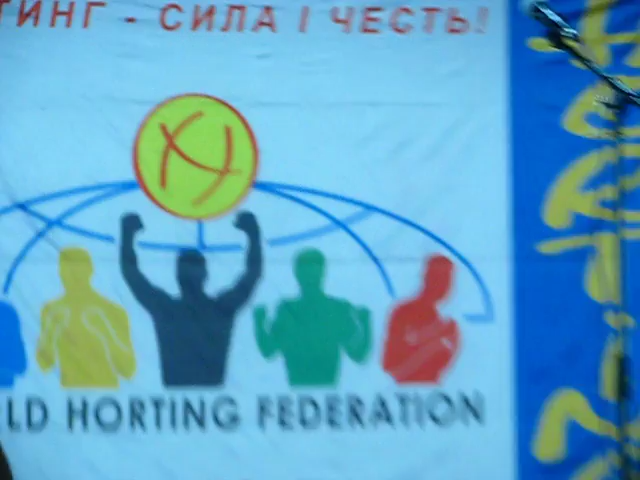 ТИНГ - СИЛА І ЧЕСТЬ!
LD HORTING FEDERATION